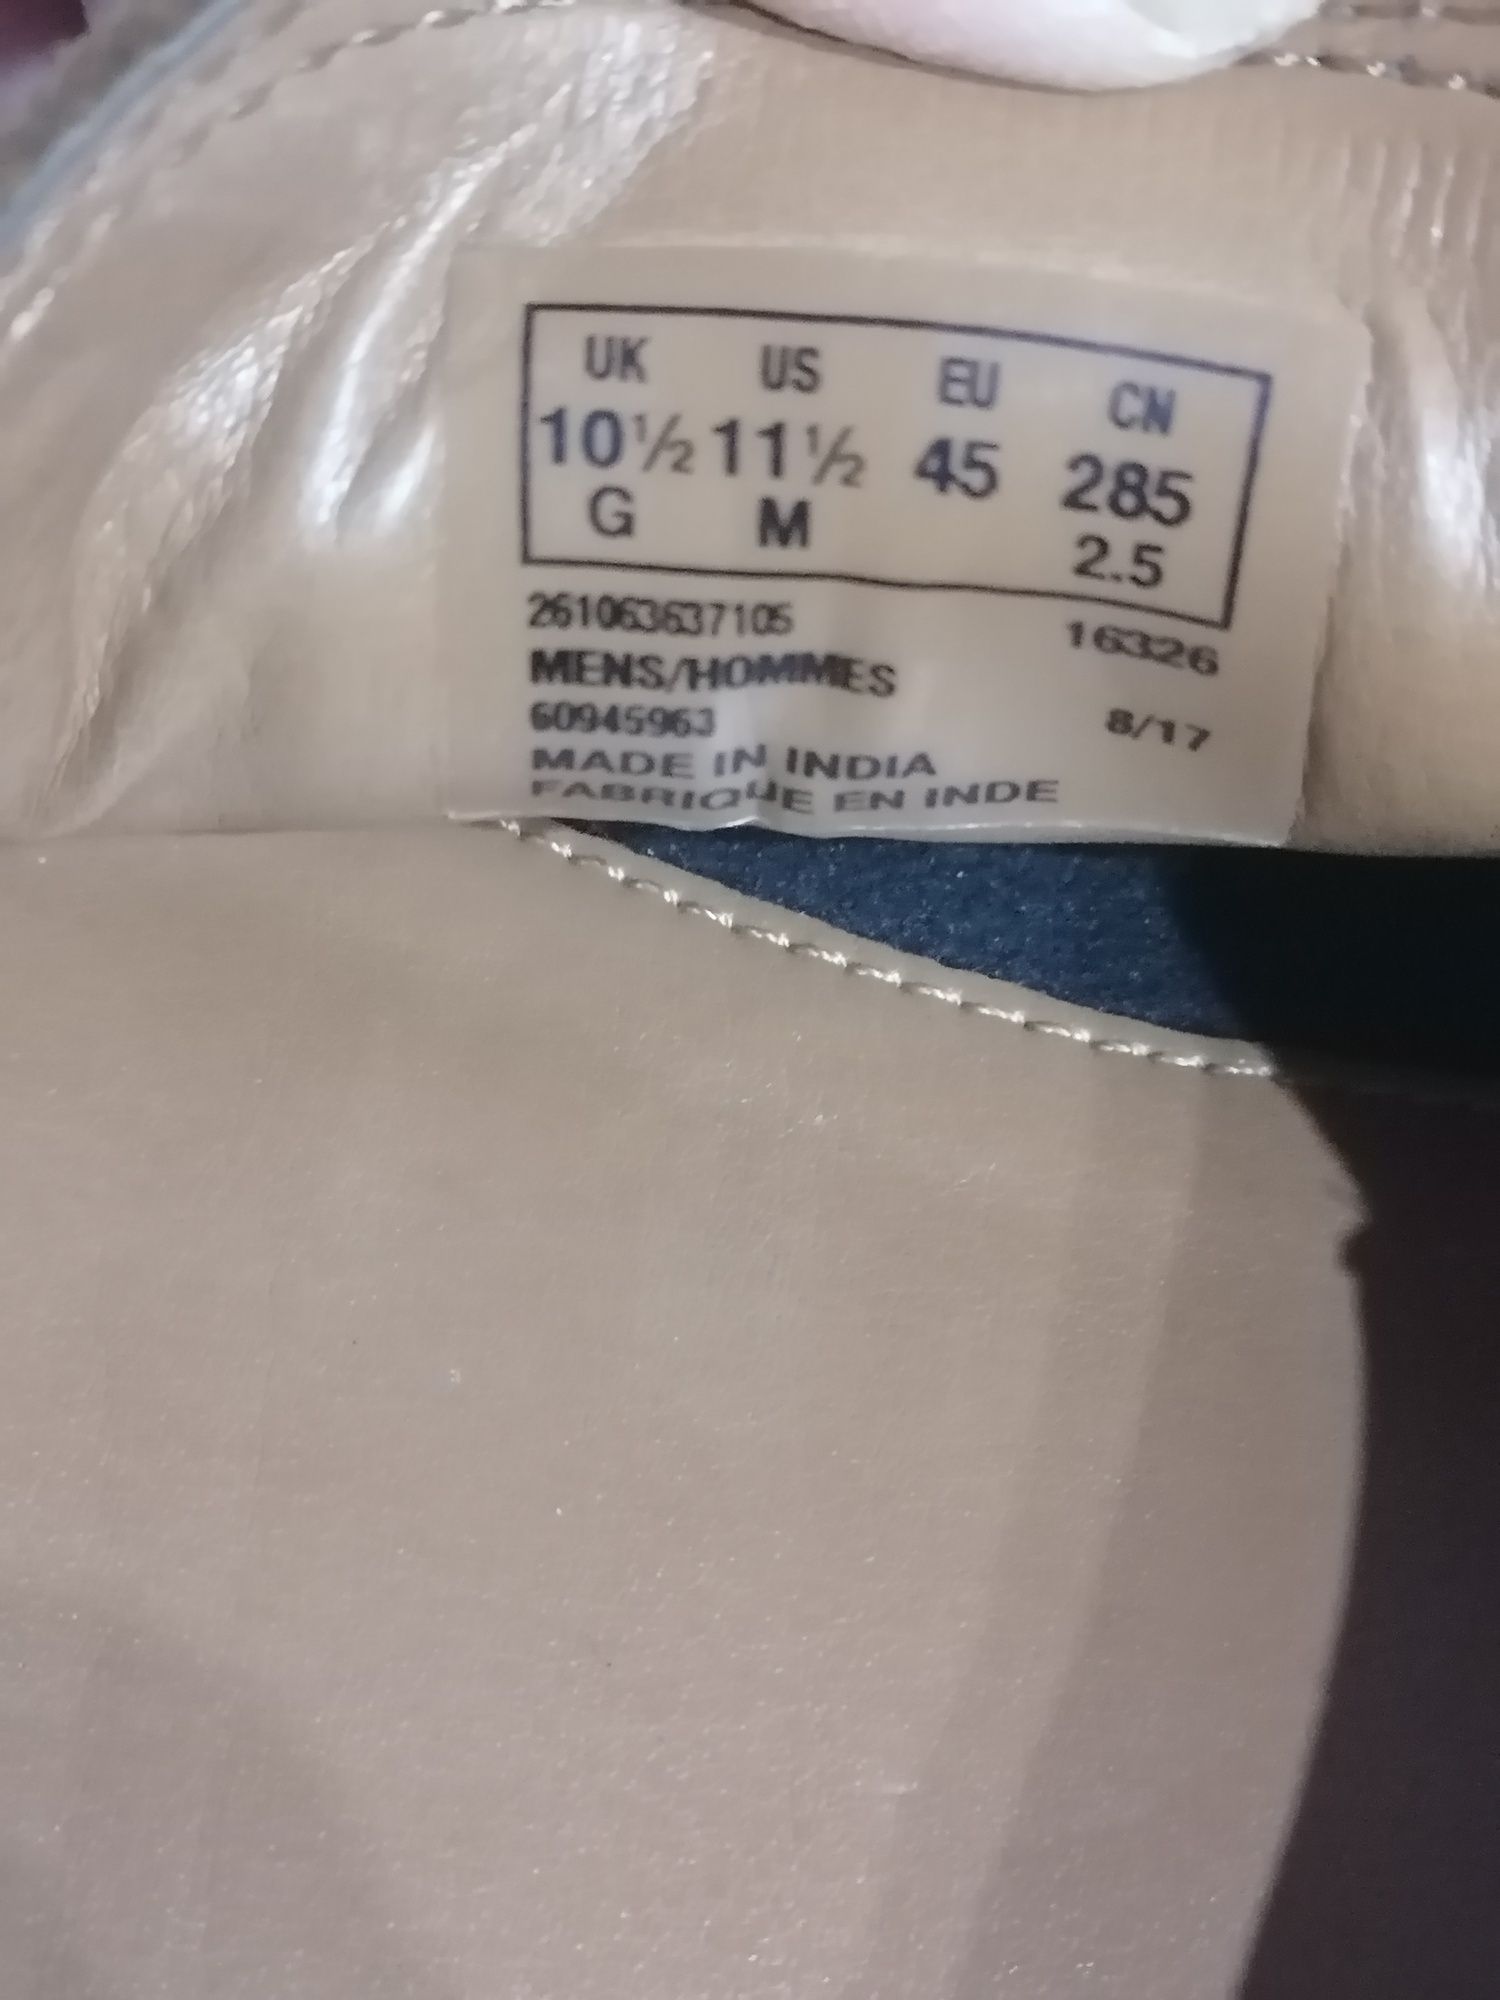 UK US EU CN
10½ 11½ 45 285
G M 2.5
261063637105 16326
MENS/HOMMES
60945963 8/17
MADE IN INDIA
FABRIQUE EN INDE